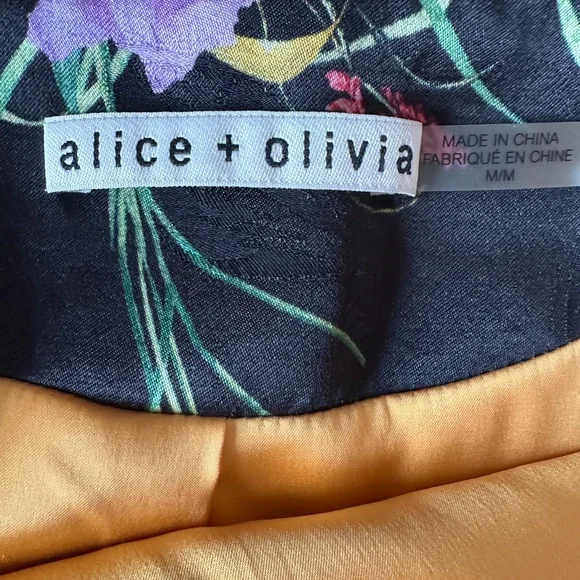 alice + olivia
MADE IN CHINA
FABRIQUÉ EN CHINE
M/M